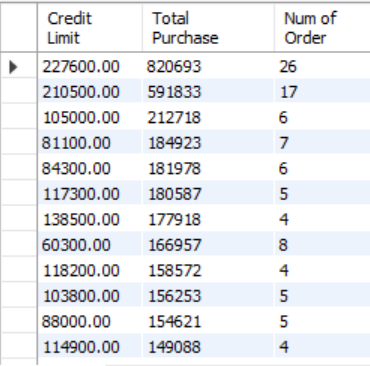 Credit Limit Total Purchase Num of Order
227600.00 820693 26
210500.00 591833 17
105000.00 212718 6
81100.00 184923 7
84300.00 181978 6
117300.00 180587 5
138500.00 177918 4
60300.00 166957 8
118200.00 158572 4
103800.00 156253 5
88000.00 154621 5
114900.00 149088 4